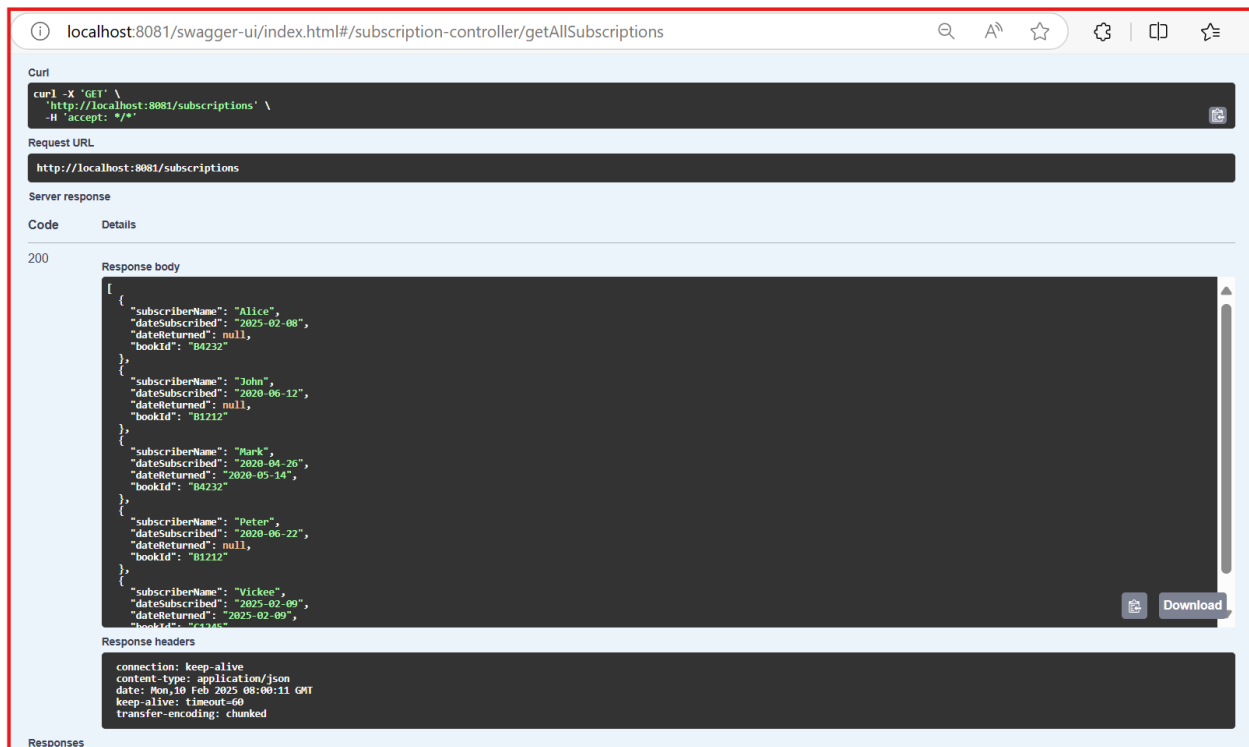 localhost:8081/swagger-ui/index.html#/subscription-controller/getAllSubscriptions
Curl
curl -X 'GET' \
  'http://localhost:8081/subscriptions' \
  -H 'accept: */*'
Request URL
http://localhost:8081/subscriptions
Server response
Code Details
200
Response body
[
  {
    "subscriberName": "Alice",
    "dateSubscribed": "2025-02-08",
    "dateReturned": null,
    "bookId": "B4232"
  },
  {
    "subscriberName": "John",
    "dateSubscribed": "2020-06-12",
    "dateReturned": null,
    "bookId": "B1212"
  },
  {
    "subscriberName": "Mark",
    "dateSubscribed": "2020-04-26",
    "dateReturned": "2020-05-14",
    "bookId": "B4232"
  },
  {
    "subscriberName": "Peter",
    "dateSubscribed": "2020-06-22",
    "dateReturned": null,
    "bookId": "B1212"
  },
  {
    "subscriberName": "Vickee",
    "dateSubscribed": "2025-02-09",
    "dateReturned": "2025-02-09",
    "bookId": "C1245"
Download
Response headers
connection: keep-alive
content-type: application/json
date: Mon,10 Feb 2025 08:00:11 GMT
keep-alive: timeout=60
transfer-encoding: chunked
Responses